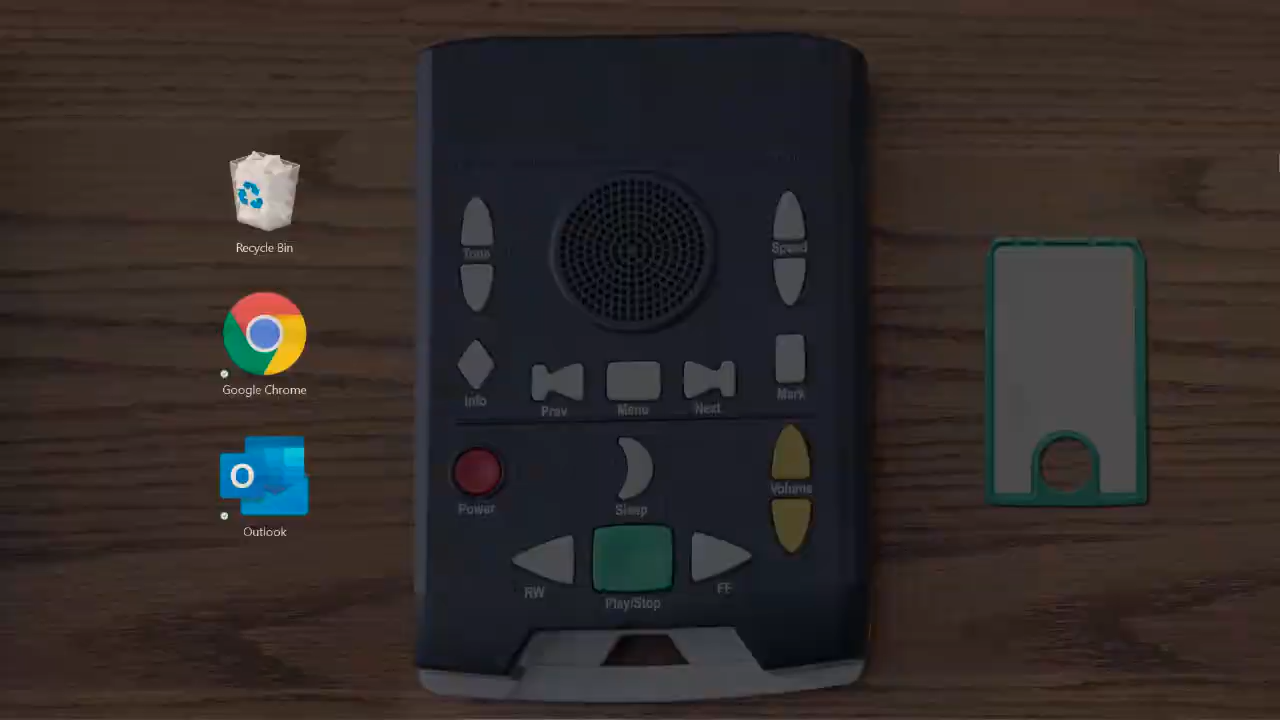 Recycle Bin
Google Chrome
Outlook
Tone
Speed
Info
Prev
Menu
Next
Mark
Power
Sleep
Volume
RW
Play/Stop
FF